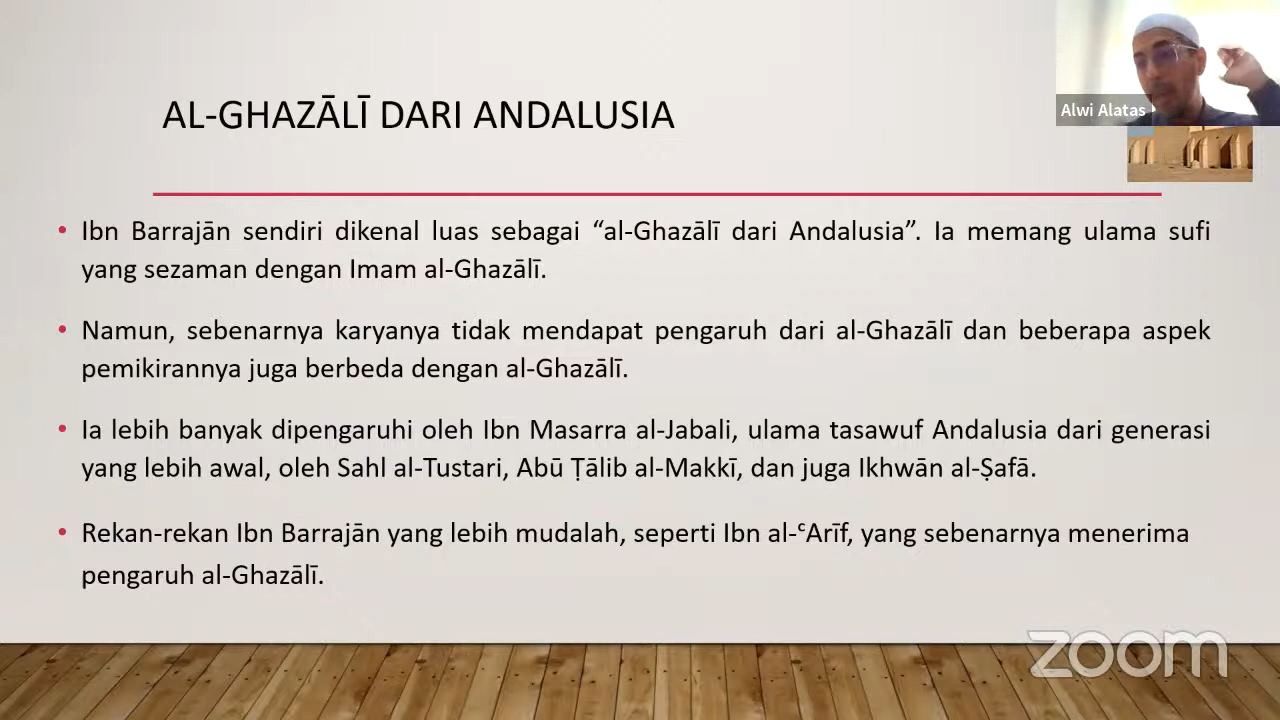 AL-GHAZĀLĪ DARI ANDALUSIA
Alwi Alatas
• Ibn Barrajān sendiri dikenal luas sebagai “al-Ghazālī dari Andalusia”. Ia memang ulama sufi
yang sezaman dengan Imam al-Ghazālī.
• Namun, sebenarnya karyanya tidak mendapat pengaruh dari al-Ghazālī dan beberapa aspek
pemikirannya juga berbeda dengan al-Ghazālī.
• Ia lebih banyak dipengaruhi oleh Ibn Masarra al-Jabali, ulama tasawuf Andalusia dari generasi
yang lebih awal, oleh Sahl al-Tustari, Abū Ṭālib al-Makkī, dan juga Ikhwān al-Ṣafā.
• Rekan-rekan Ibn Barrajān yang lebih mudalah, seperti Ibn al-ʿArīf, yang sebenarnya menerima
pengaruh al-Ghazālī.
zoom